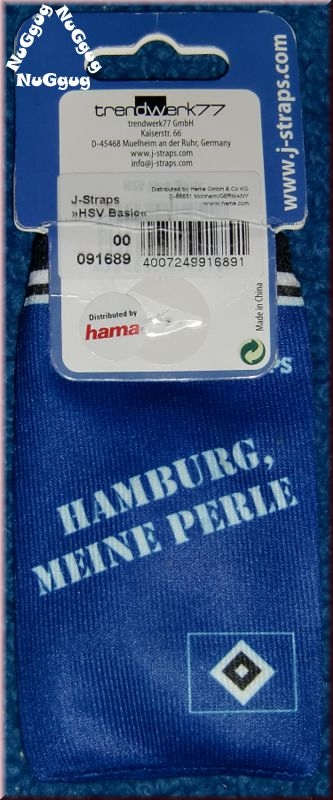 NuGgug
NuGgug
NuGgug
trendwerk77
trendwerk77 GmbH
Kaiserstr. 66
D-45468 Muelheim an der Ruhr, Germany
www.j-straps.com
info@j-straps.com
www.j-straps.com
J-Straps
»HSV Basic«
Distributed by Hama GmbH & Co KG
D-86651 Monheim/GERMANY
www.hama.com
00
091689
4007249916891
Distributed by
hama
Made in China
ps
HAMBURG,
MEINE PERLE